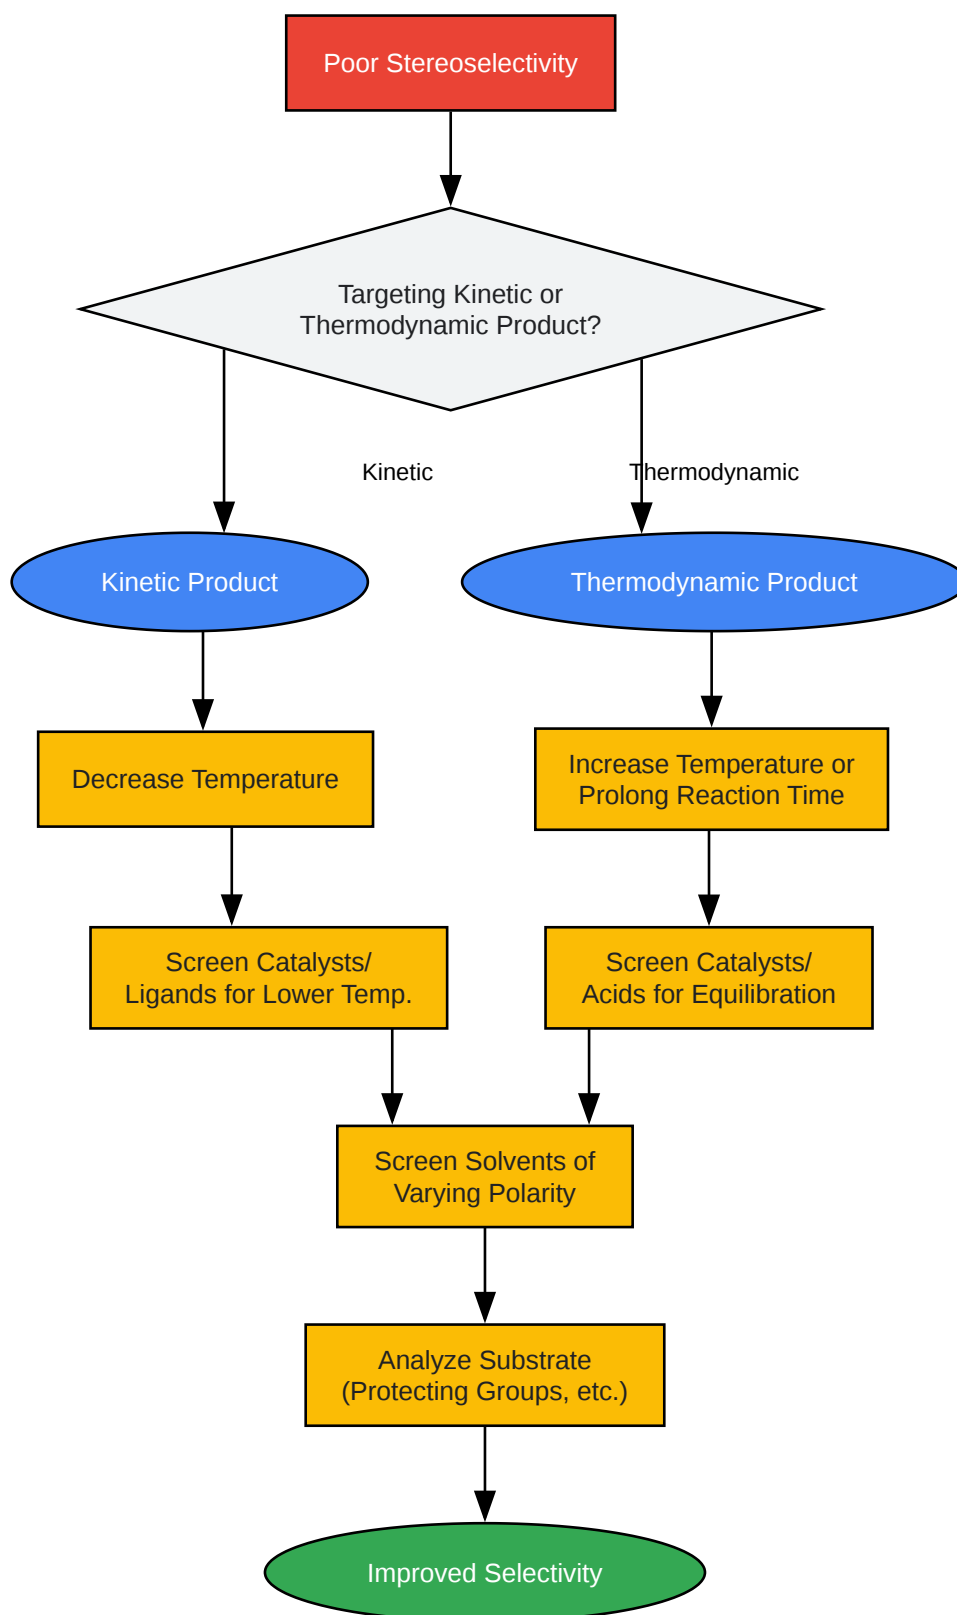 Poor Stereoselectivity
Targeting Kinetic or
Thermodynamic Product?
Kinetic
Thermodynamic
Kinetic Product
Thermodynamic Product
Decrease Temperature
Increase Temperature or
Prolong Reaction Time
Screen Catalysts/
Ligands for Lower Temp.
Screen Catalysts/
Acids for Equilibration
Screen Solvents of
Varying Polarity
Analyze Substrate
(Protecting Groups, etc.)
Improved Selectivity